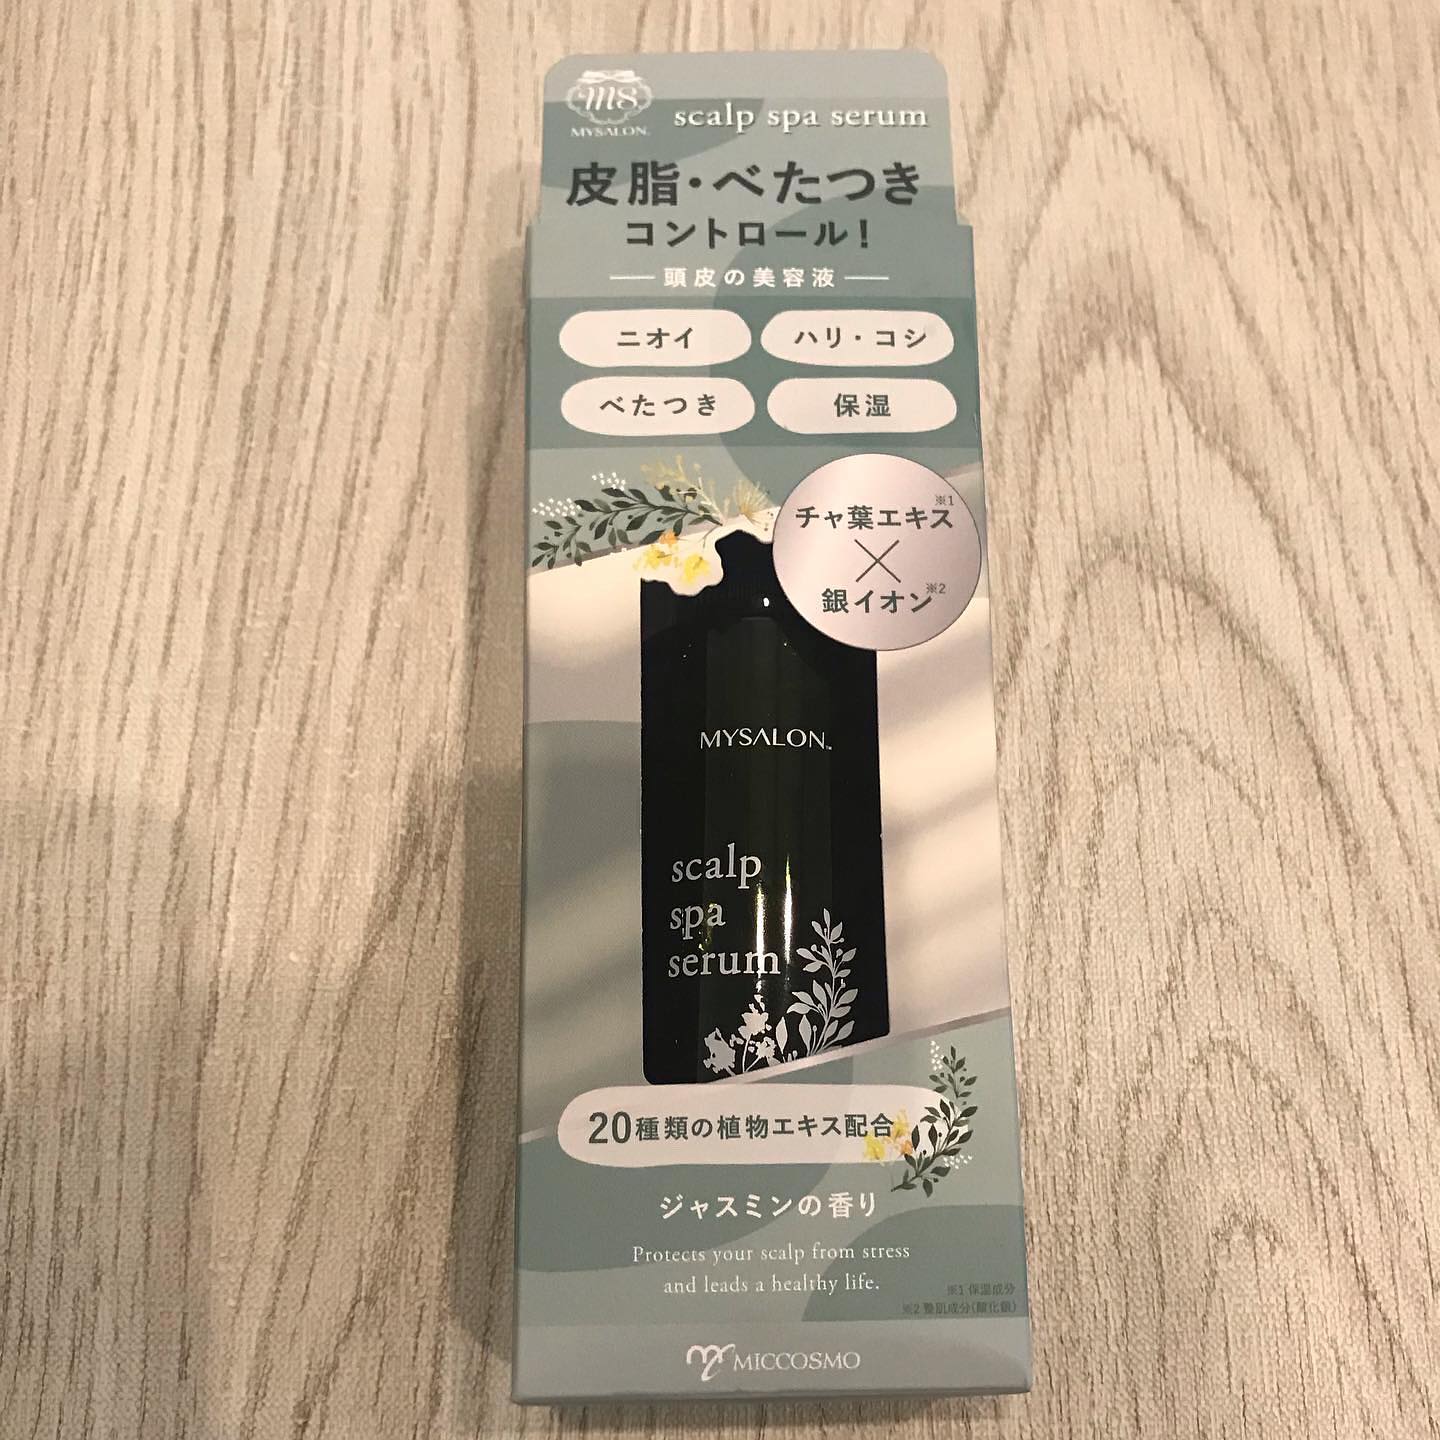 ms
MYSALON
scalp spa serum
皮脂・べたつき
コントロール！
頭皮の美容液
ニオイ
ハリ・コシ
べたつき
保湿
チャ葉エキス※1
×
銀イオン※2
MYSALON™
scalp
spa
serum
20種類の植物エキス配合
ジャスミンの香り
Protects your scalp from stress
and leads a healthy life.
※1 保湿成分
※2 整肌成分(酸化銀)
MICCOSMO